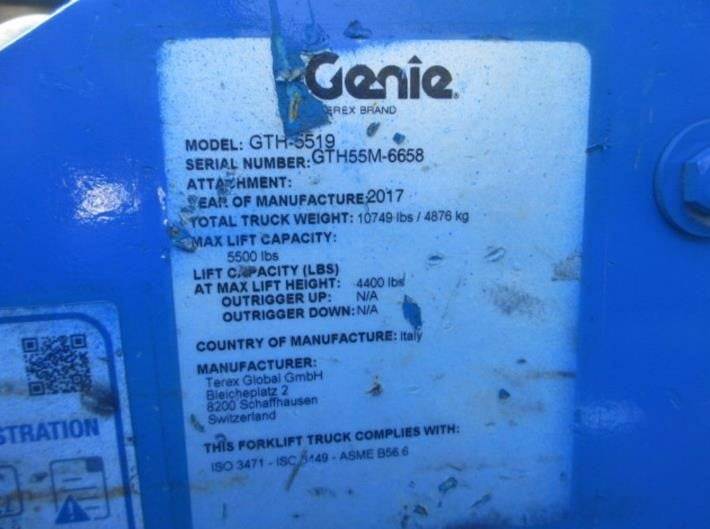 Genie.
EREX BRAND
MODEL: GTH-5519
SERIAL NUMBER: GTH55M-6658
ATTACHMENT:
YEAR OF MANUFACTURE: 2017
TOTAL TRUCK WEIGHT: 10749 lbs / 4876 kg
MAX LIFT CAPACITY:
5500 lbs
LIFT CAPACITY (LBS)
AT MAX LIFT HEIGHT: 4400 lbs
OUTRIGGER UP: N/A
OUTRIGGER DOWN: N/A
COUNTRY OF MANUFACTURE: Italy
MANUFACTURER:
Terex Global GmbH
Bleicheplatz 2
8200 Schaffhausen
Switzerland
THIS FORKLIFT TRUCK COMPLIES WITH:
ISO 3471 - ISO 3449 - ASME B56.6
STRATION